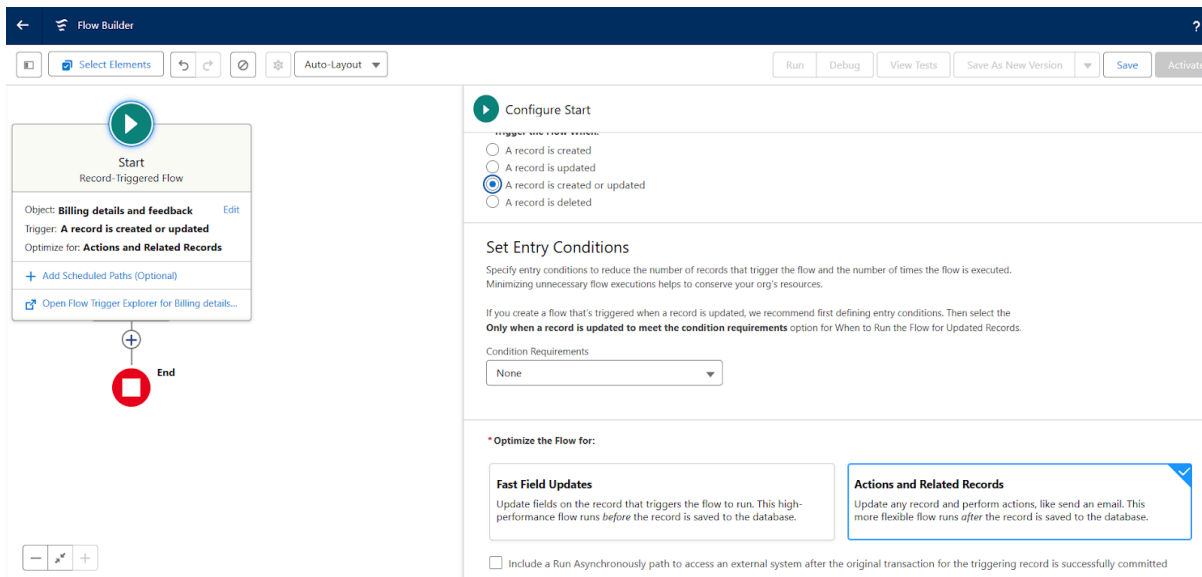 Flow Builder
?
Select Elements
Auto-Layout
Run
Debug
View Tests
Save As New Version
Save
Activate
Start
Record-Triggered Flow
Object: Billing details and feedback
Edit
Trigger: A record is created or updated
Optimize for: Actions and Related Records
+ Add Scheduled Paths (Optional)
Open Flow Trigger Explorer for Billing details...
End
Configure Start
Trigger the Flow When:
A record is created
A record is updated
A record is created or updated
A record is deleted
Set Entry Conditions
Specify entry conditions to reduce the number of records that trigger the flow and the number of times the flow is executed.
Minimizing unnecessary flow executions helps to conserve your org's resources.
If you create a flow that's triggered when a record is updated, we recommend first defining entry conditions. Then select the
Only when a record is updated to meet the condition requirements option for When to Run the Flow for Updated Records.
Condition Requirements
None
*Optimize the Flow for:
Fast Field Updates
Update fields on the record that triggers the flow to run. This high-
performance flow runs before the record is saved to the database.
Actions and Related Records
Update any record and perform actions, like send an email. This
more flexible flow runs after the record is saved to the database.
Include a Run Asynchronously path to access an external system after the original transaction for the triggering record is successfully committed